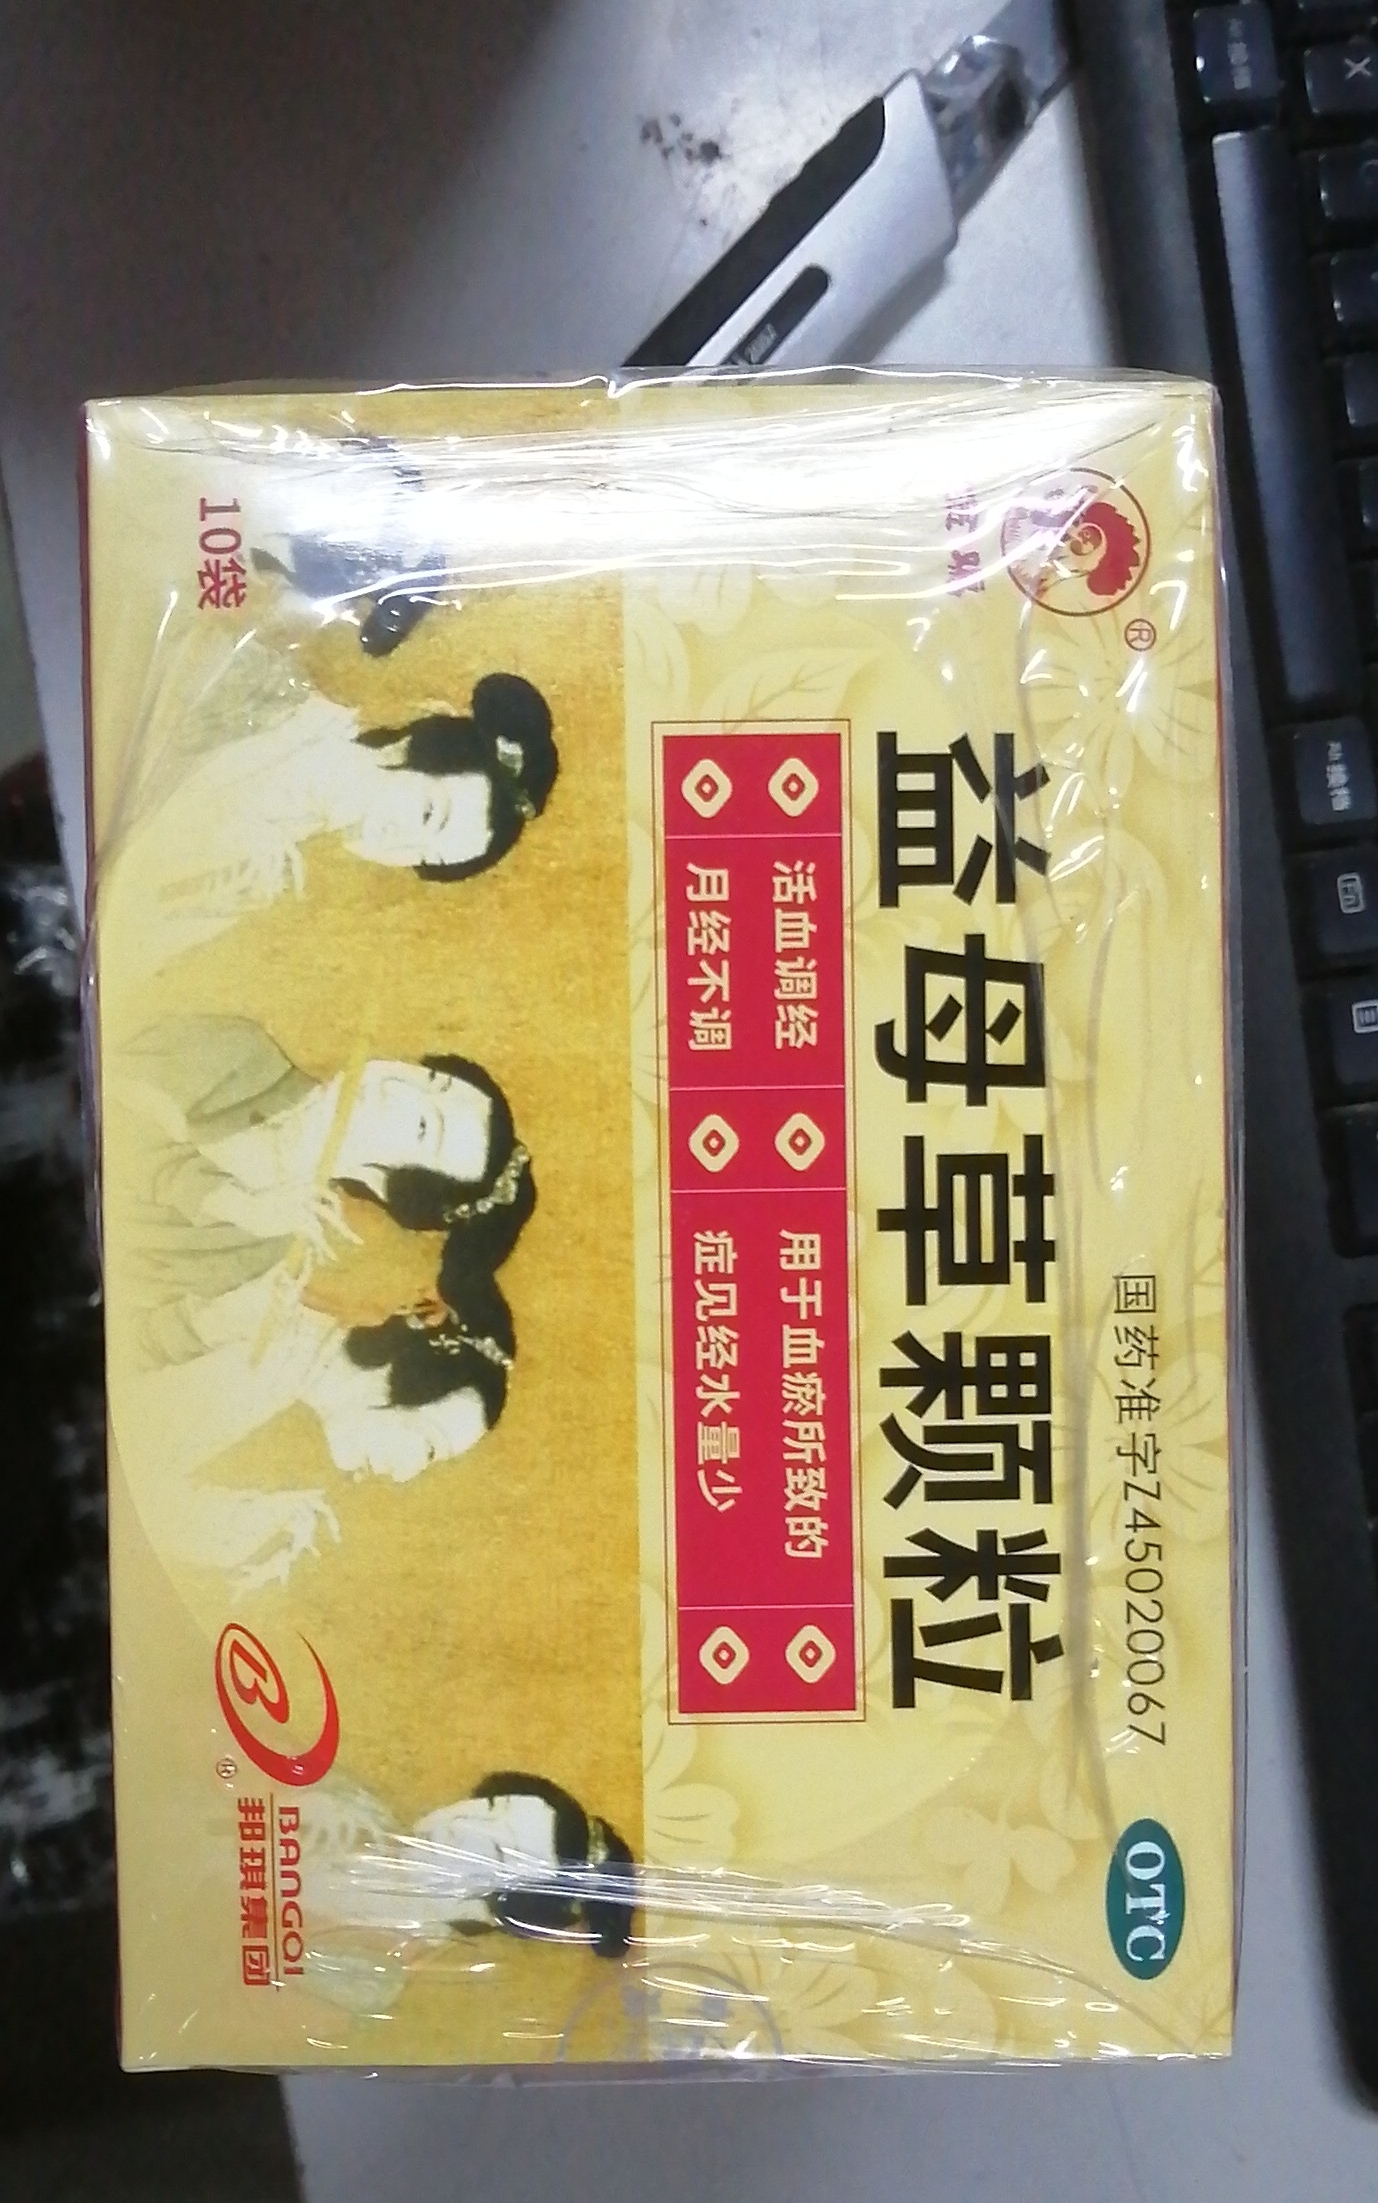 国药准字Z45020067
OTC
益母草颗粒
活血调经
用于血瘀所致的
月经不调
症见经水量少
10袋
BANGQI
邦琪集团